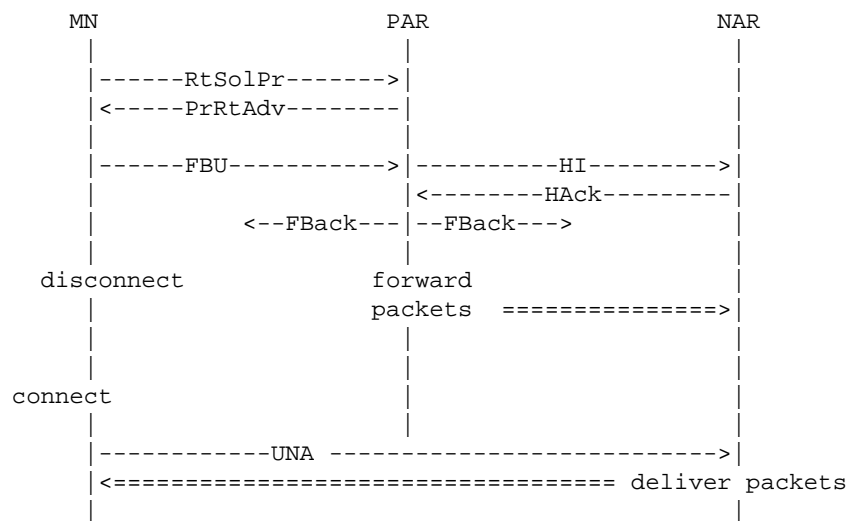 MN PAR NAR
| | |
|------RtSolPr------->| |
|<-----PrRtAdv--------| |
| | |
|------FBU----------->|----------HI--------->|
| |<--------HAck---------|
| <--FBack---|--FBack---> |
| | |
disconnect forward |
| packets ===============>|
| | |
| | |
connect | |
| | |
|------------UNA --------------------------->|
|<=================================== deliver packets
| |